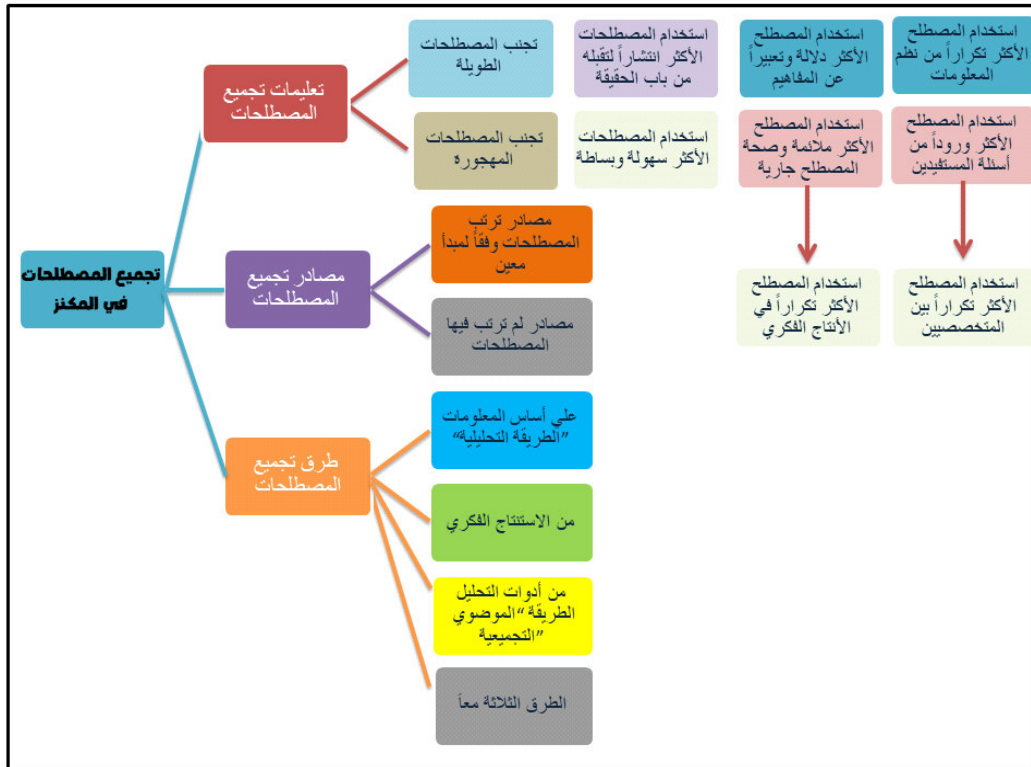 تجميع المصطلحات
في المكنز
تعليمات تجميع
المصطلحات
استخدام المصطلح
الأكثر تكراراً من نظم
المعلومات
استخدام المصطلح
الأكثر دلالة وتعبيراً
عن المفاهيم
استخدام المصطلحات
الأكثر انتشاراً لتقبله
من باب الحقيقة
تجنب المصطلحات
الطويلة
استخدام المصطلح
الأكثر وروداً من
أسئلة المستفيدين
استخدام المصطلح
الأكثر ملائمة وصحة
المصطلح جارية
استخدام المصطلحات
الأكثر سهولة وبساطة
تجنب المصطلحات
المهجورة
استخدام المصطلح
الأكثر تكراراً بين
المتخصصيين
استخدام المصطلح
الأكثر تكراراً في
الأنتاج الفكري
مصادر تجميع
المصطلحات
مصادر ترتب
المصطلحات وفقاً لمبدأ
معين
مصادر لم ترتب فيها
المصطلحات
طرق تجميع
المصطلحات
على أساس المعلومات
"الطريقة التحليلية"
من الاستنتاج الفكري
من أدوات التحليل
الطريقة "الموضوي
التجميعية"
الطرق الثلاثة معاً